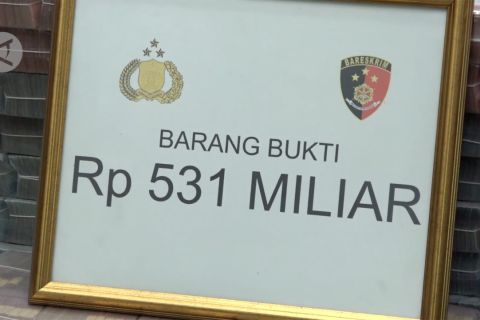 BARESKRIM
BARANG BUKTI
Rp 531 MILIAR